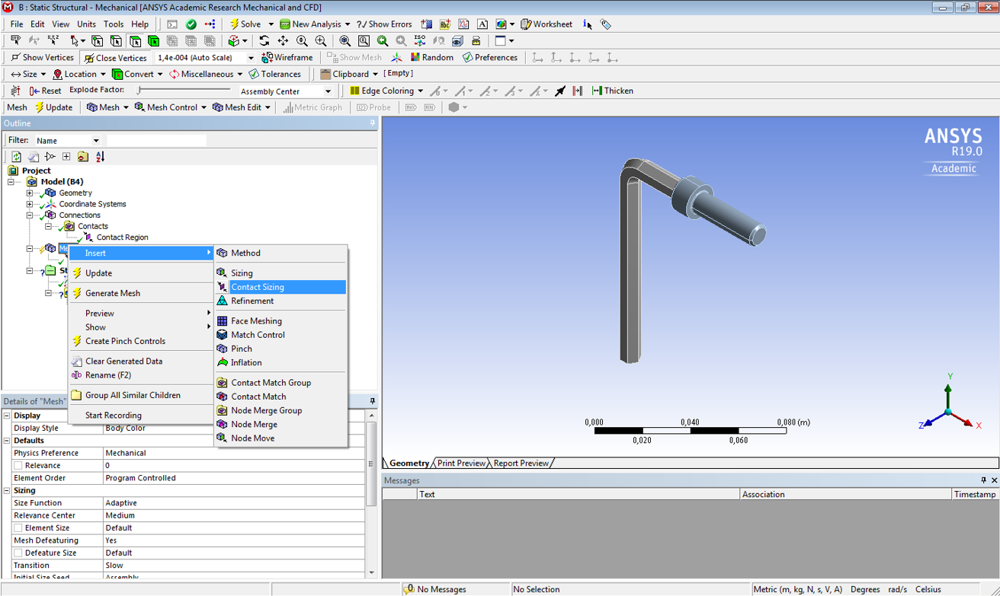 B : Static Structural - Mechanical [ANSYS Academic Research Mechanical and CFD]
File Edit View Units Tools Help Solve New Analysis ?/ Show Errors Worksheet
Show Vertices Close Vertices 1,4e-004 (Auto Scale) Wireframe Show Mesh Random Preferences
Size Location Convert Miscellaneous Tolerances Clipboard [ Empty ]
Reset Explode Factor: Assembly Center Edge Coloring Thicken
Mesh Update Mesh Mesh Control Mesh Edit Metric Graph Probe
Outline
Filter: Name
Project
Model (B4)
Geometry
Coordinate Systems
Connections
Contacts
Contact Region
Insert
Update
Generate Mesh
Preview
Show
Create Pinch Controls
Clear Generated Data
Rename (F2)
Group All Similar Children
Start Recording
Method
Sizing
Contact Sizing
Refinement
Face Meshing
Match Control
Pinch
Inflation
Contact Match Group
Contact Match
Node Merge Group
Node Merge
Node Move
Details of "Mesh"
Display
Display Style Body Color
Defaults
Physics Preference Mechanical
Relevance 0
Element Order Program Controlled
Sizing
Size Function Adaptive
Relevance Center Medium
Element Size Default
Mesh Defeaturing Yes
Defeature Size Default
Transition Slow
Initial Size Seed Assembly
ANSYS
R19.0
Academic
0,000 0,040 0,080 (m)
0,020 0,060
Y
Z X
Geometry Print Preview Report Preview
Messages
Text Association Timestamp
0 No Messages No Selection Metric (m, kg, N, s, V, A) Degrees rad/s Celsius